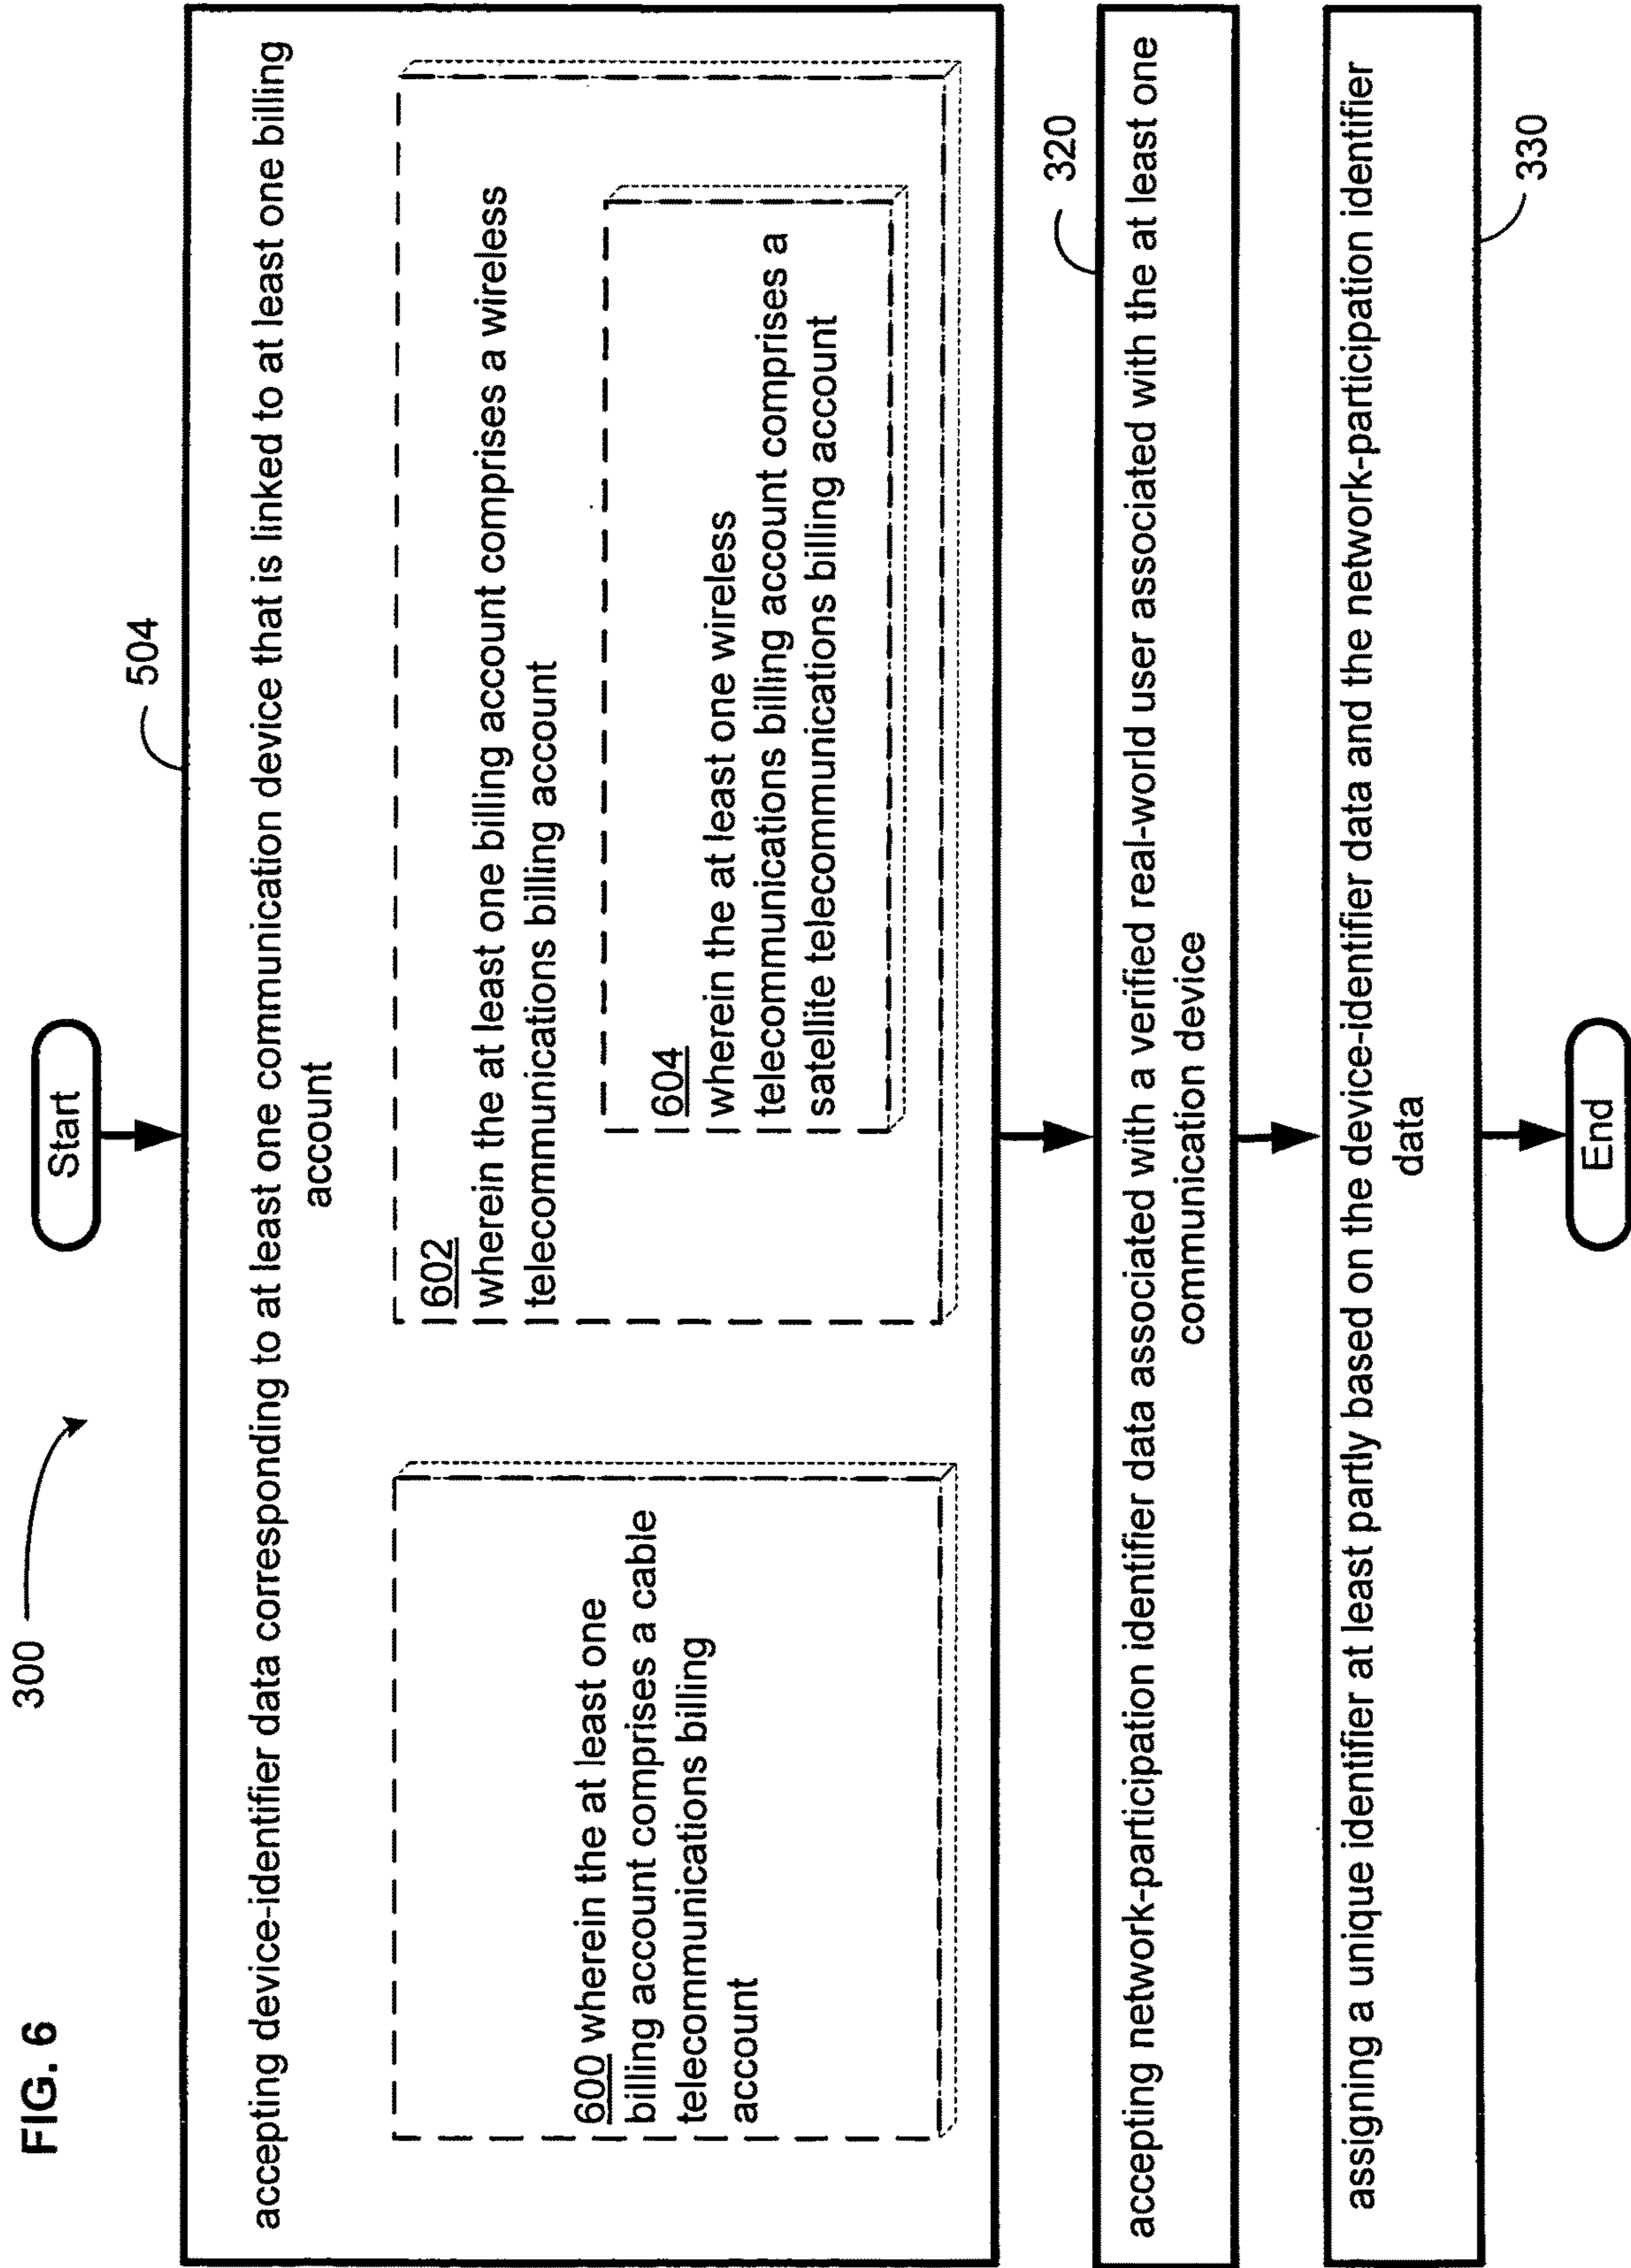 FIG. 6
300
Start
504
accepting device-identifier data corresponding to at least one communication device that is linked to at least one billing
account
600 wherein the at least one
billing account comprises a cable
telecommunications billing
account
602
wherein the at least one billing account comprises a wireless
telecommunications billing account
604
wherein the at least one wireless
telecommunications billing account comprises a
satellite telecommunications billing account
320
accepting network-participation identifier data associated with a verified real-world user associated with the at least one
communication device
330
assigning a unique identifier at least partly based on the device-identifier data and the network-participation identifier
data
End